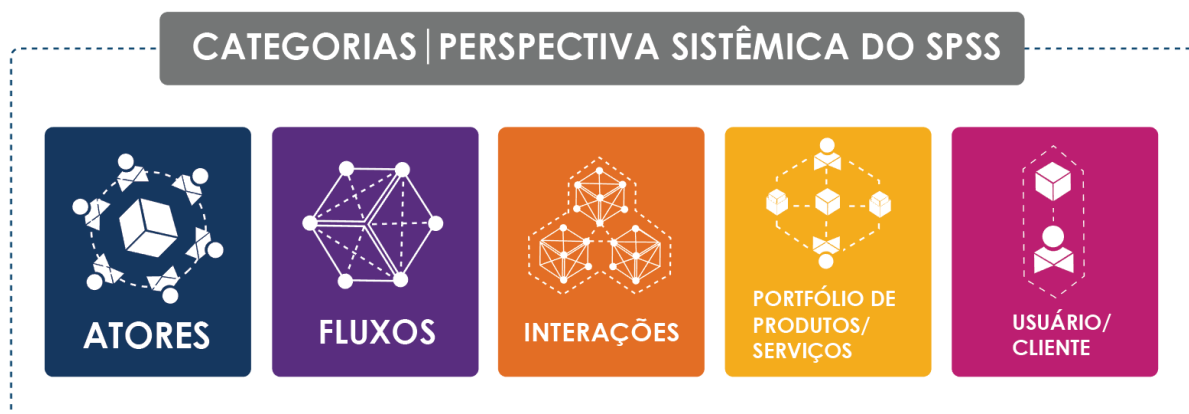 CATEGORIAS | PERSPECTIVA SISTÊMICA DO SPSS
ATORES
FLUXOS
INTERAÇÕES
PORTFÓLIO DE
PRODUTOS/
SERVIÇOS
USUÁRIO/
CLIENTE